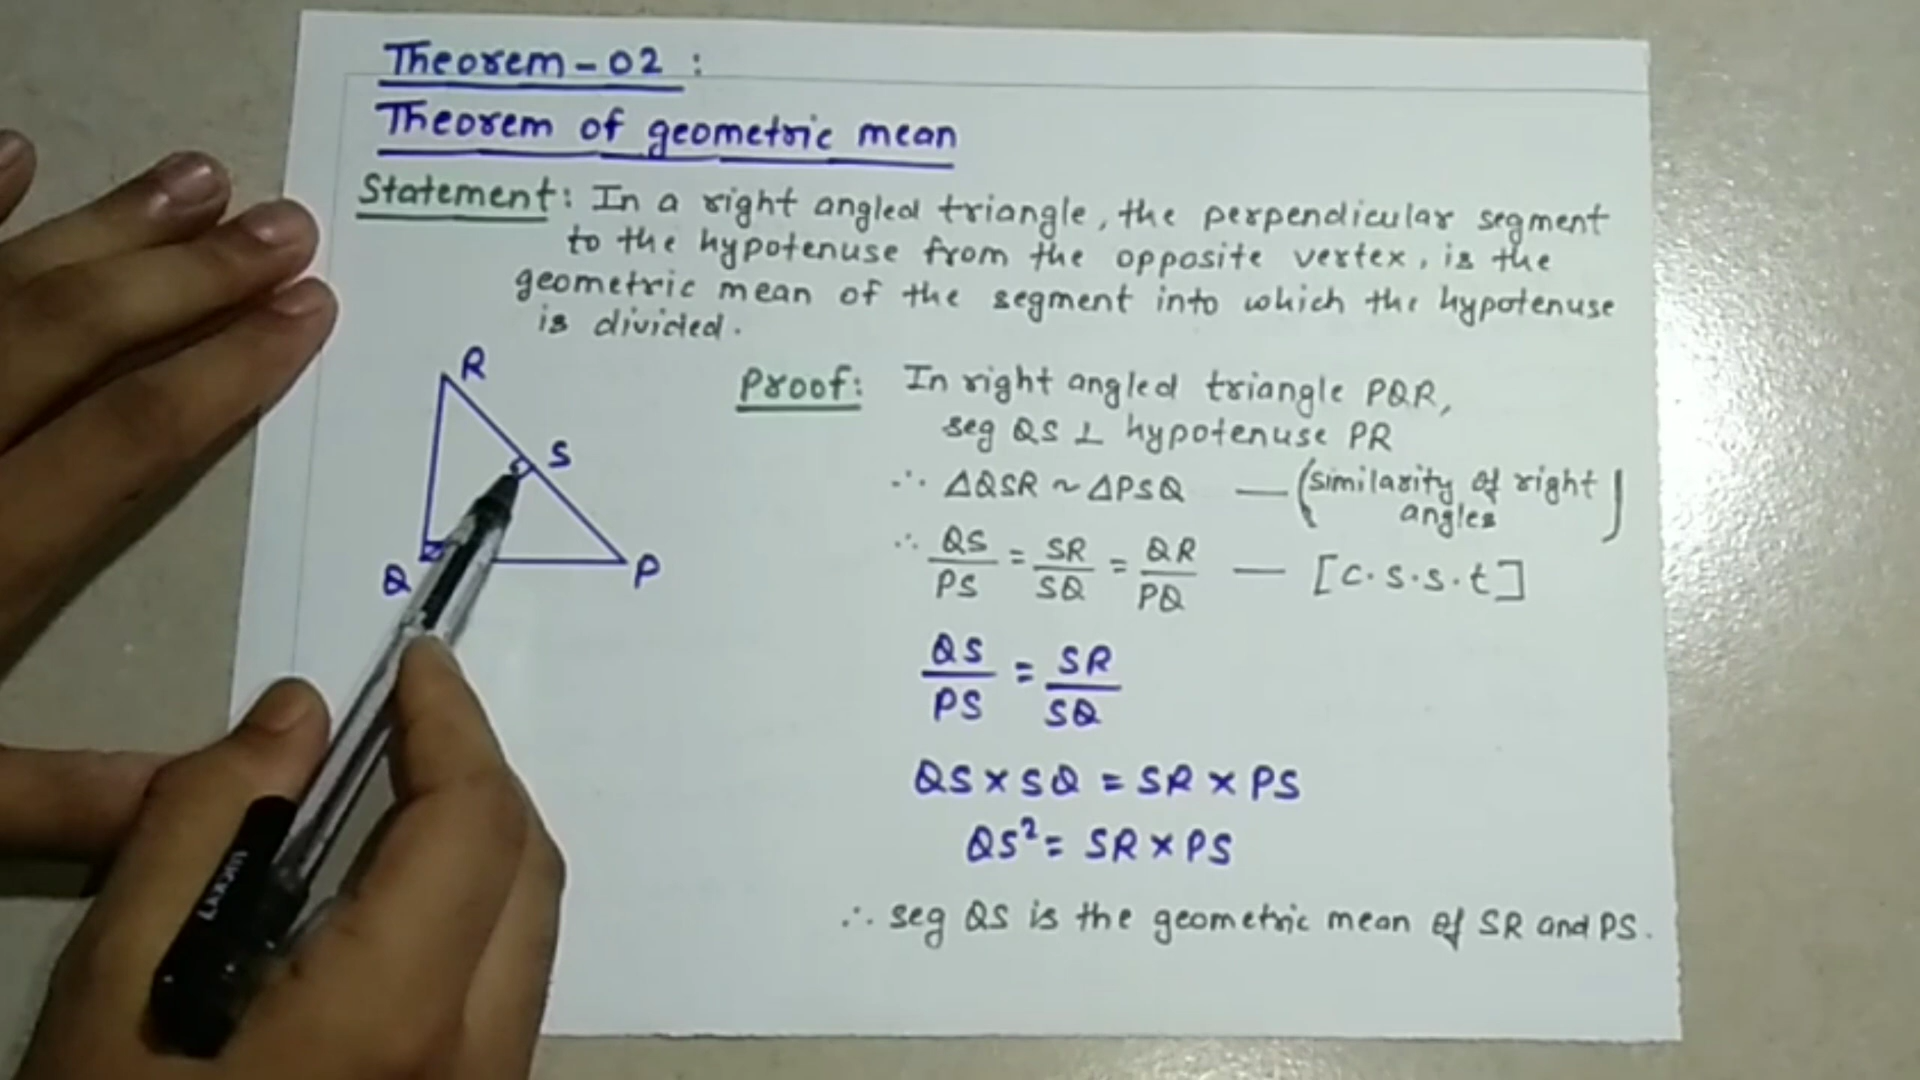 Theorem-02 :
Theorem of geometric mean
Statement: In a right angled triangle, the perpendicular segment
to the hypotenuse from the opposite vertex, is the
geometric mean of the segment into which the hypotenuse
is divided.
R
S
Q
P
Proof: In right angled triangle PQR,
seg QS ⊥ hypotenuse PR
∴ ΔQSR ~ ΔPSQ — (similarity of right
angles)
∴ QS/PS = SR/SQ = QR/PQ — [c.s.s.t]
QS/PS = SR/SQ
QS × SQ = SR × PS
QS² = SR × PS
∴ seg QS is the geometric mean of SR and PS.